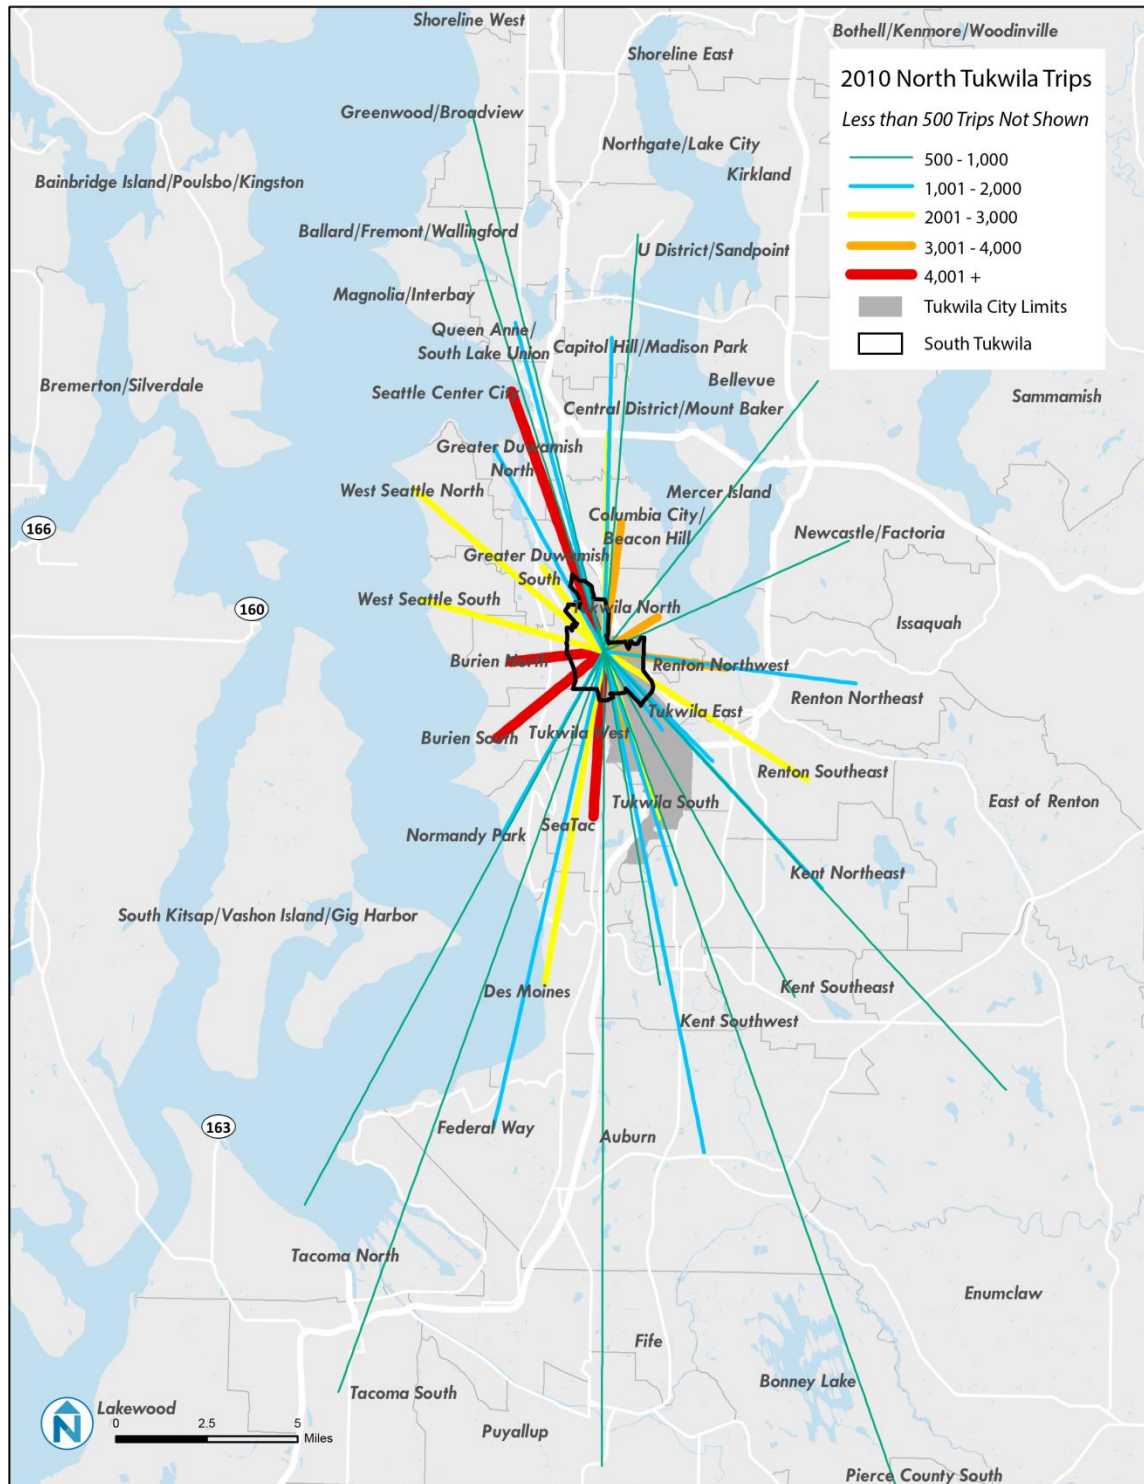 Shoreline West
Bothell/Kenmore/Woodinville
Shoreline East
2010 North Tukwila Trips
Less than 500 Trips Not Shown
500 - 1,000
1,001 - 2,000
2001 - 3,000
3,001 - 4,000
4,001 +
Tukwila City Limits
South Tukwila
Greenwood/Broadview
Northgate/Lake City
Kirkland
Bainbridge Island/Poulsbo/Kingston
Ballard/Fremont/Wallingford
U District/Sandpoint
Magnolia/Interbay
Queen Anne/
South Lake Union
Capitol Hill/Madison Park
Bellevue
Bremerton/Silverdale
Seattle Center City
Sammamish
Central District/Mount Baker
Greater Duwamish
North
West Seattle North
Mercer Island
Columbia City/
Beacon Hill
166
Newcastle/Factoria
Greater Duwamish
South
West Seattle South
Tukwila North
160
Issaquah
Burien North
Renton Northwest
Renton Northeast
Tukwila East
Burien South
Tukwila West
Renton Southeast
Tukwila South
East of Renton
SeaTac
Normandy Park
Kent Northeast
South Kitsap/Vashon Island/Gig Harbor
Des Moines
Kent Southeast
Kent Southwest
163
Federal Way
Auburn
Tacoma North
Enumclaw
Fife
Bonney Lake
Tacoma South
Lakewood
N
0 2.5 5
Miles
Puyallup
Pierce County South